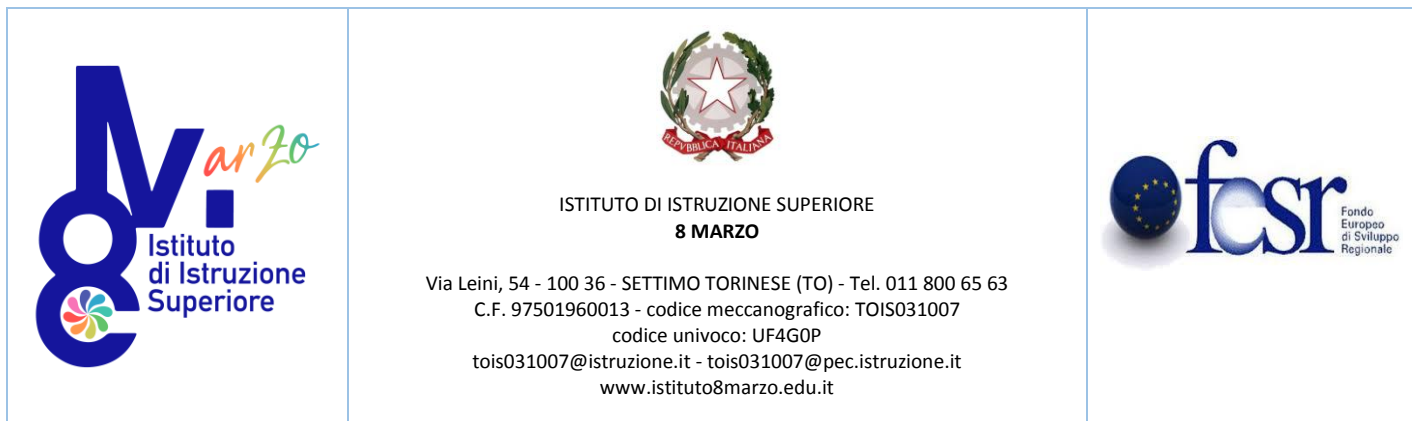 M. arzo
8
Istituto
di Istruzione
Superiore
REPVBBLICA ITALIANA
ISTITUTO DI ISTRUZIONE SUPERIORE
8 MARZO
Via Leini, 54 - 100 36 - SETTIMO TORINESE (TO) - Tel. 011 800 65 63
C.F. 97501960013 - codice meccanografico: TOIS031007
codice univoco: UF4G0P
tois031007@istruzione.it - tois031007@pec.istruzione.it
www.istituto8marzo.edu.it
fesr
Fondo
Europeo
di Sviluppo
Regionale